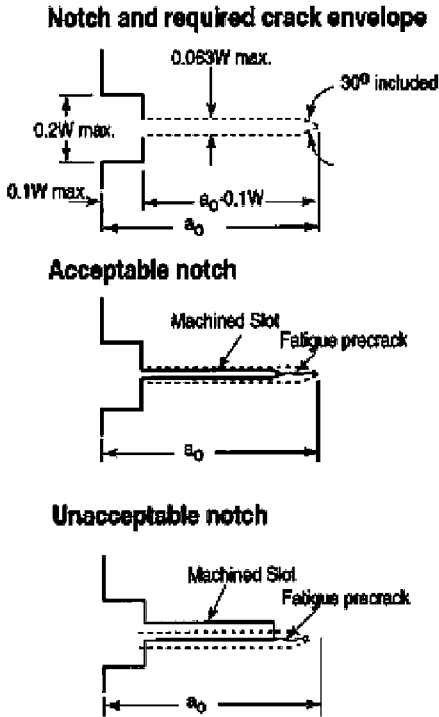 Notch and required crack envelope
0.063W max.
30º included
0.2W max.
0.1W max.
a₀-0.1W
a₀
Acceptable notch
Machined Slot
Fatigue precrack
a₀
Unacceptable notch
Machined Slot
Fatigue precrack
a₀